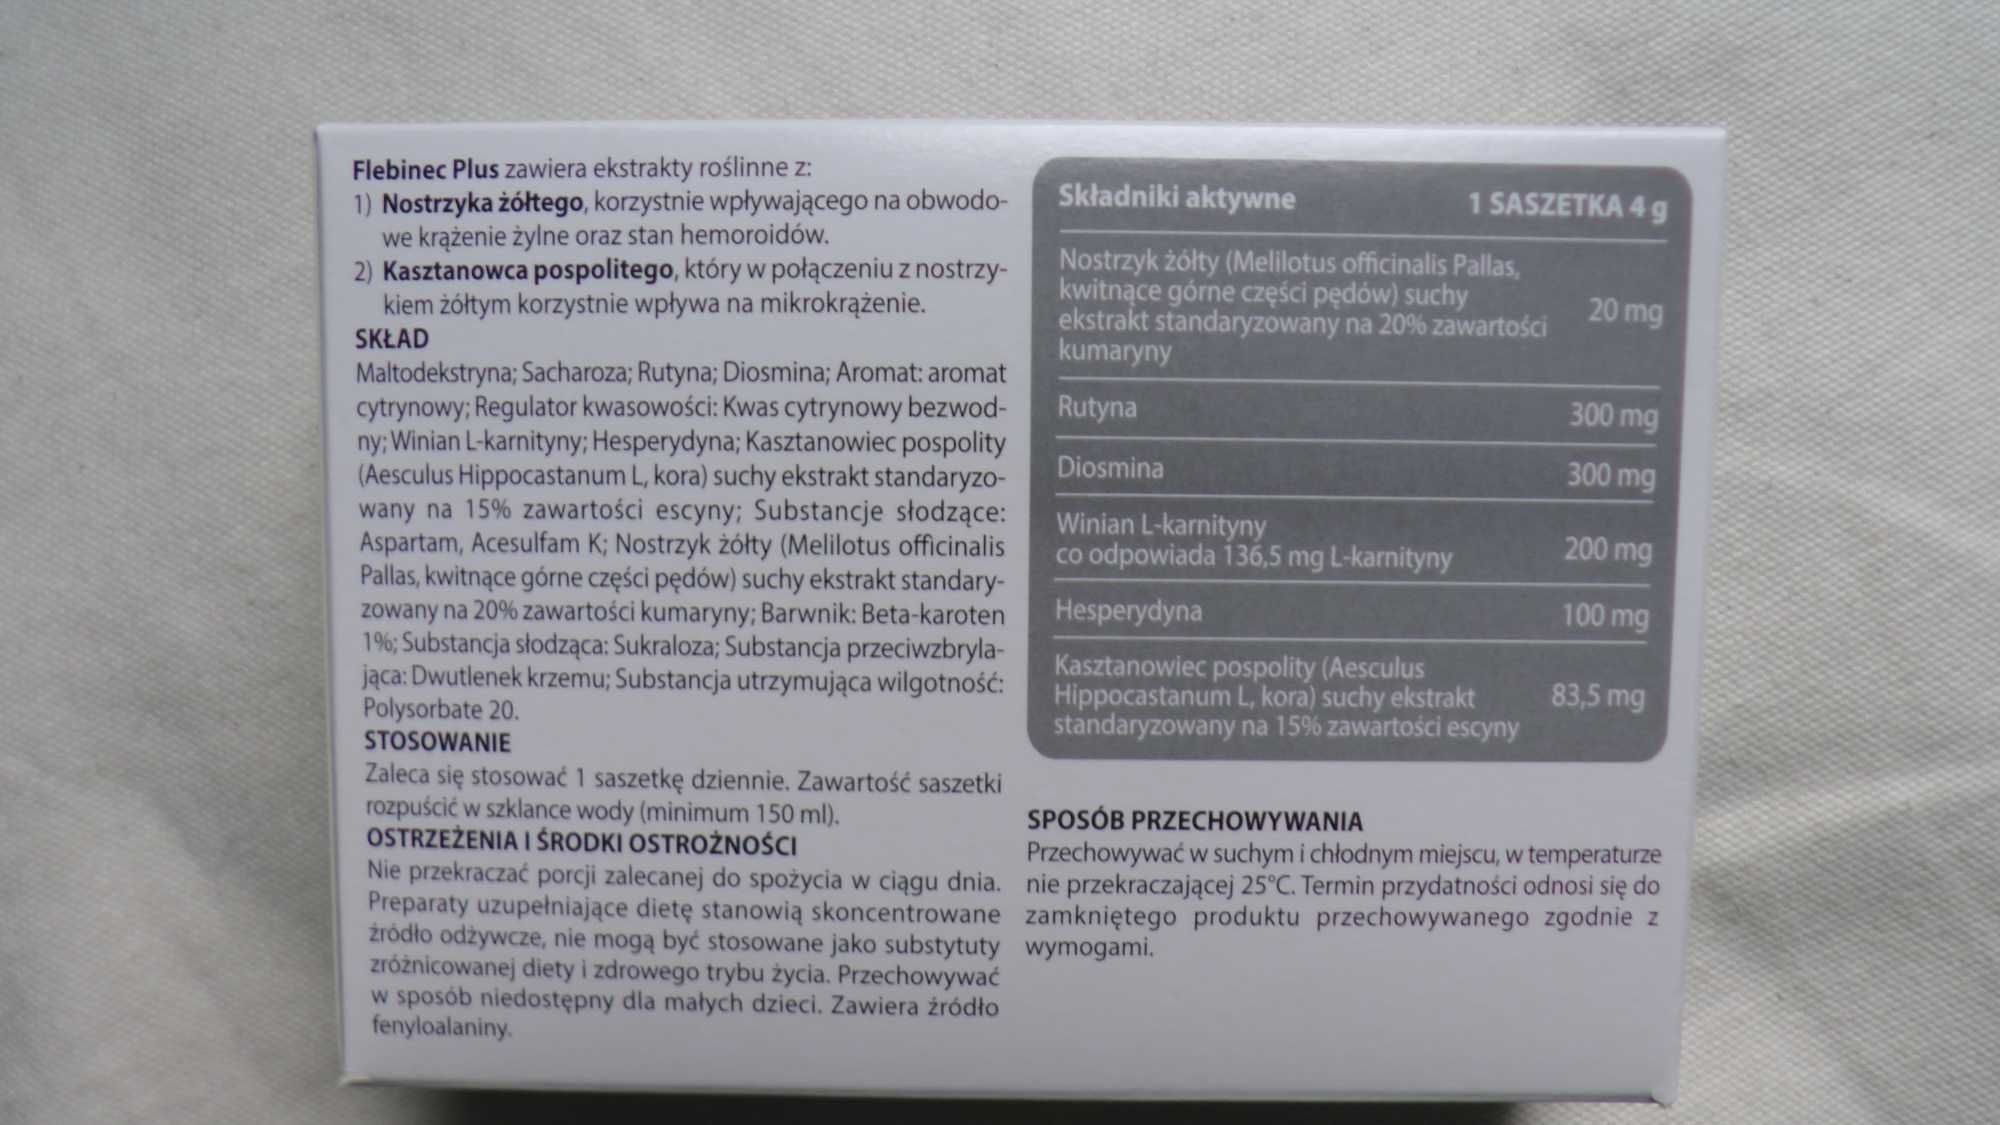 Flebinec Plus zawiera ekstrakty roślinne z:
1) Nostrzyka żółtego, korzystnie wpływającego na obwodo-
we krążenie żylne oraz stan hemoroidów.
2) Kasztanowca pospolitego, który w połączeniu z nostrzy-
kiem żółtym korzystnie wpływa na mikrokrążenie.
SKŁAD
Maltodekstryna; Sacharoza; Rutyna; Diosmina; Aromat: aromat
cytrynowy; Regulator kwasowości: Kwas cytrynowy bezwod-
ny; Winian L-karnityny; Hesperydyna; Kasztanowiec pospolity
(Aesculus Hippocastanum L, kora) suchy ekstrakt standaryzo-
wany na 15% zawartości escyny; Substancje słodzące:
Aspartam, Acesulfam K; Nostrzyk żółty (Melilotus officinalis
Pallas, kwitnące górne części pędów) suchy ekstrakt standary-
zowany na 20% zawartości kumaryny; Barwnik: Beta-karoten
1%; Substancja słodząca: Sukraloza; Substancja przeciwzbryla-
jąca: Dwutlenek krzemu; Substancja utrzymująca wilgotność:
Polysorbate 20.
STOSOWANIE
Zaleca się stosować 1 saszetkę dziennie. Zawartość saszetki
rozpuścić w szklance wody (minimum 150 ml).
OSTRZEŻENIA I ŚRODKI OSTROŻNOŚCI
Nie przekraczać porcji zalecanej do spożycia w ciągu dnia.
Preparaty uzupełniające dietę stanowią skoncentrowane
źródło odżywcze, nie mogą być stosowane jako substytuty
zróżnicowanej diety i zdrowego trybu życia. Przechowywać
w sposób niedostępny dla małych dzieci. Zawiera źródło
fenyloalaniny.
Składniki aktywne 1 SASZETKA 4 g
Nostrzyk żółty (Melilotus officinalis Pallas,
kwitnące górne części pędów) suchy
ekstrakt standaryzowany na 20% zawartości
kumaryny 20 mg
Rutyna 300 mg
Diosmina 300 mg
Winian L-karnityny
co odpowiada 136,5 mg L-karnityny 200 mg
Hesperydyna 100 mg
Kasztanowiec pospolity (Aesculus
Hippocastanum L, kora) suchy ekstrakt 83,5 mg
standaryzowany na 15% zawartości escyny
SPOSÓB PRZECHOWYWANIA
Przechowywać w suchym i chłodnym miejscu, w temperaturze
nie przekraczającej 25°C. Termin przydatności odnosi się do
zamkniętego produktu przechowywanego zgodnie z
wymogami.